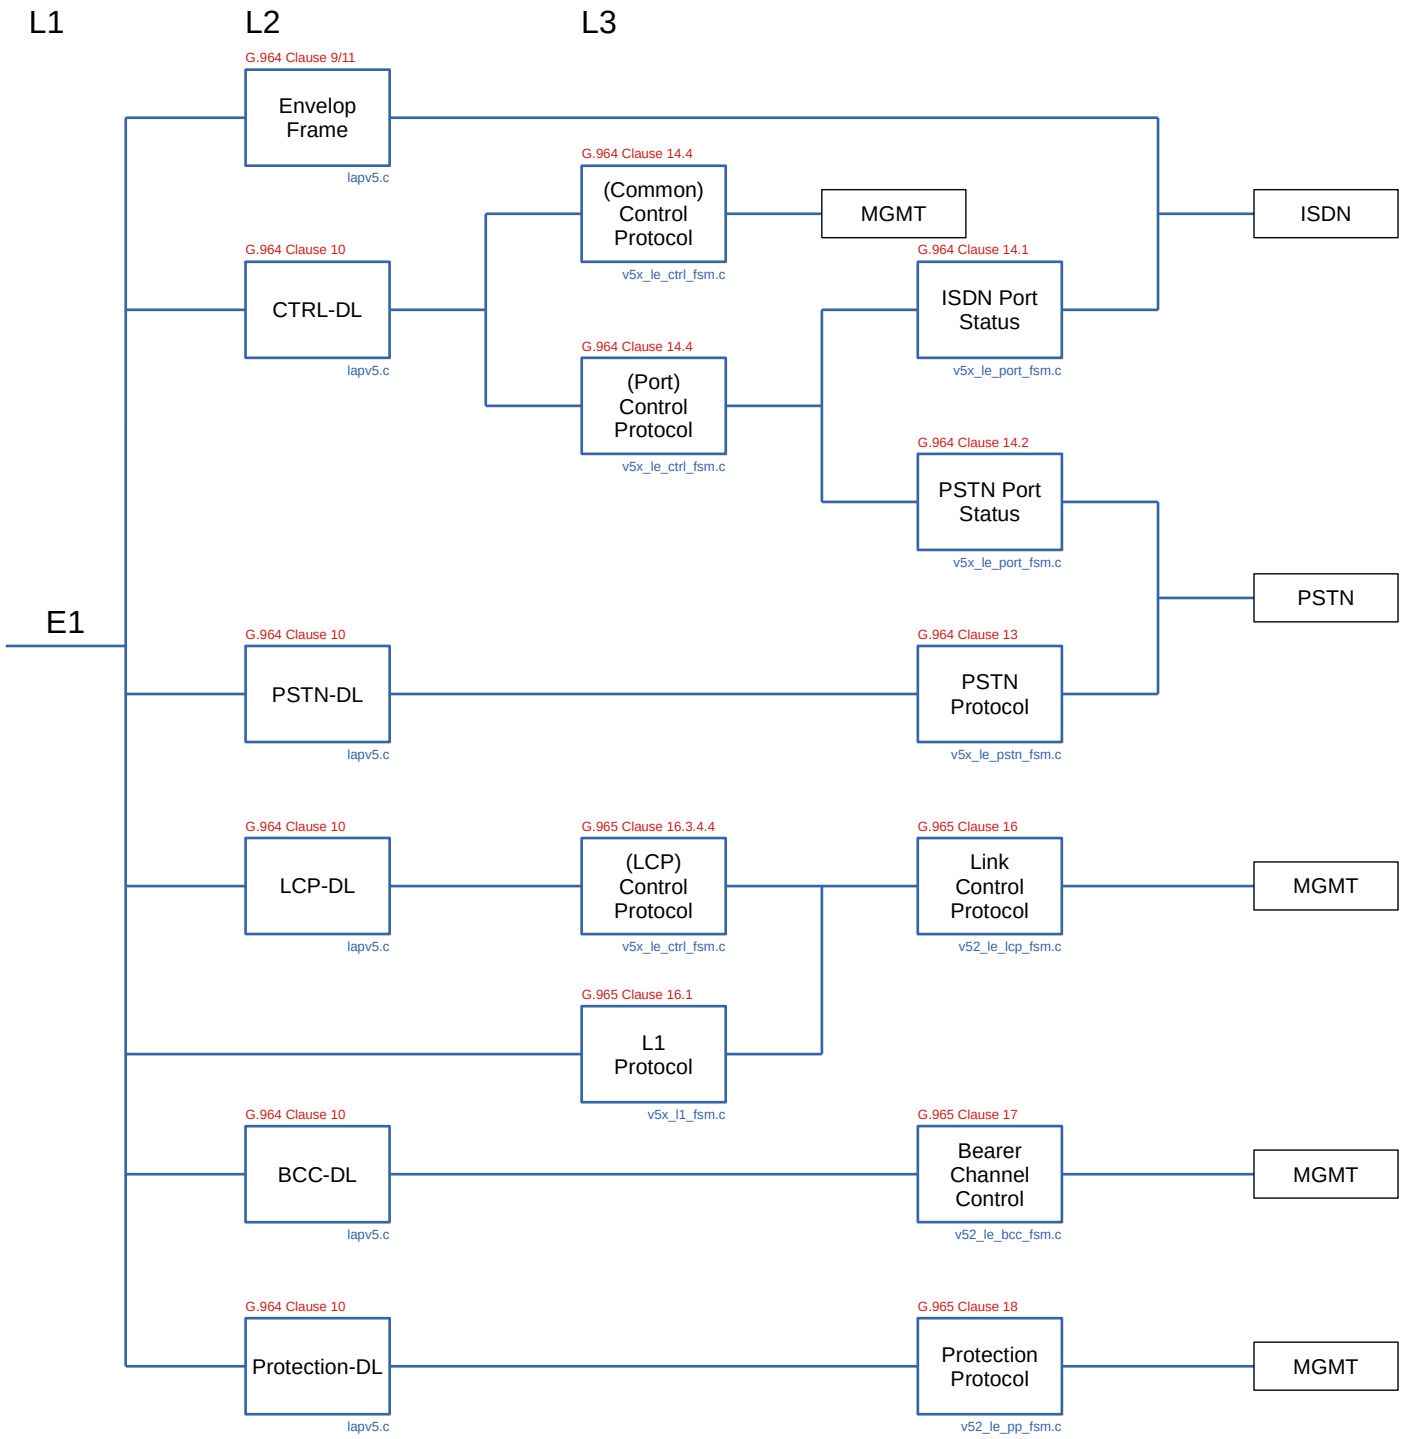 L1
L2
L3
G.964 Clause 9/11
Envelop
Frame
lapv5.c
G.964 Clause 14.4
(Common)
Control
Protocol
v5x_le_ctrl_fsm.c
MGMT
ISDN
G.964 Clause 10
CTRL-DL
lapv5.c
G.964 Clause 14.1
ISDN Port
Status
v5x_le_port_fsm.c
G.964 Clause 14.4
(Port)
Control
Protocol
v5x_le_ctrl_fsm.c
G.964 Clause 14.2
PSTN Port
Status
v5x_le_port_fsm.c
PSTN
E1
G.964 Clause 10
PSTN-DL
lapv5.c
G.964 Clause 13
PSTN
Protocol
v5x_le_pstn_fsm.c
G.964 Clause 10
LCP-DL
lapv5.c
G.965 Clause 16.3.4.4
(LCP)
Control
Protocol
v5x_le_ctrl_fsm.c
G.965 Clause 16
Link
Control
Protocol
v52_le_lcp_fsm.c
MGMT
G.965 Clause 16.1
L1
Protocol
v5x_l1_fsm.c
G.964 Clause 10
BCC-DL
lapv5.c
G.965 Clause 17
Bearer
Channel
Control
v52_le_bcc_fsm.c
MGMT
G.964 Clause 10
Protection-DL
lapv5.c
G.965 Clause 18
Protection
Protocol
v52_le_pp_fsm.c
MGMT